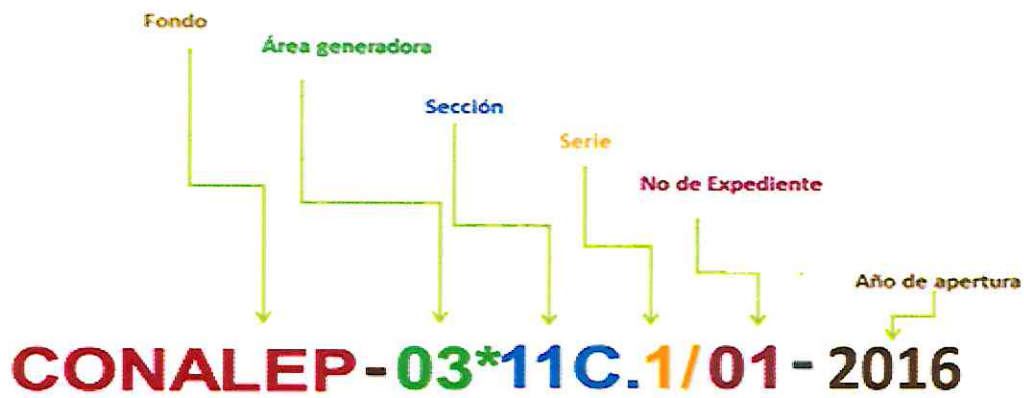 Fondo
Área generadora
Sección
Serie
No de Expediente
Año de apertura
CONALEP-03*11C.1/01-2016